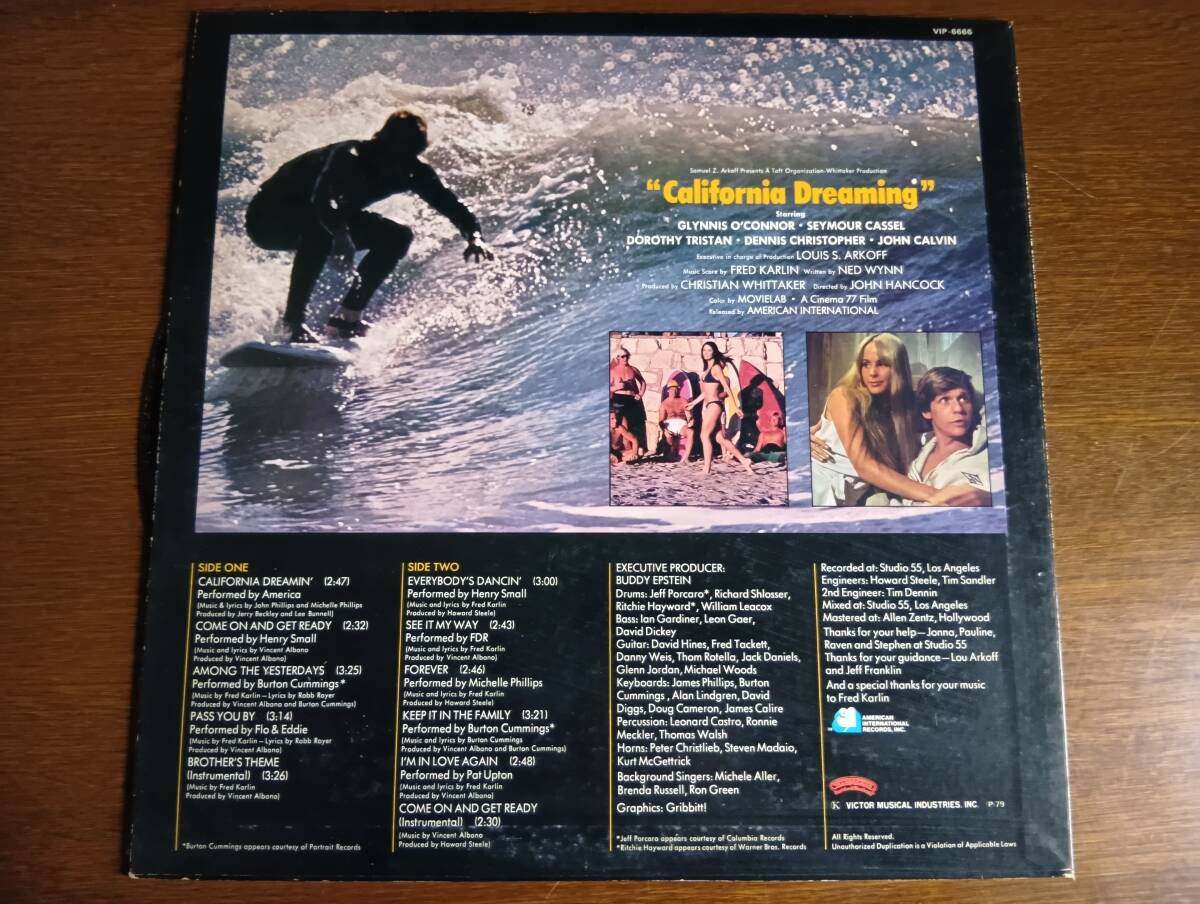 VIP-6666
Samuel Z. Arkoff Presents A Taft Organization-Whittaker Production
"California Dreaming"
Starring
GLYNNIS O'CONNOR • SEYMOUR CASSEL
DOROTHY TRISTAN • DENNIS CHRISTOPHER • JOHN CALVIN
Executive in charge of Production LOUIS S. ARKOFF
Music Score by FRED KARLIN Written by NED WYNN
Produced by CHRISTIAN WHITTAKER Directed by JOHN HANCOCK
Color by MOVIELAB • A Cinema 77 Film
Released by AMERICAN INTERNATIONAL
SIDE ONE
CALIFORNIA DREAMIN' (2:47)
Performed by America
(Music & lyrics by John Phillips and Michelle Phillips
Produced by Jerry Beckley and Lee Bunnell)
COME ON AND GET READY (2:32)
Performed by Henry Small
(Music and lyrics by Vincent Albano
Produced by Vincent Albano)
AMONG THE YESTERDAYS (3:25)
Performed by Burton Cummings*
(Music by Fred Karlin—Lyrics by Robb Royer
Produced by Vincent Albano and Burton Cummings)
PASS YOU BY (3:14)
Performed by Flo & Eddie
(Music by Fred Karlin—Lyrics by Robb Royer
Produced by Vincent Albano)
BROTHER'S THEME
(Instrumental) (3:26)
(Music by Fred Karlin
Produced by Vincent Albano)
*Burton Cummings appears courtesy of Portrait Records
SIDE TWO
EVERYBODY'S DANCIN' (3:00)
Performed by Henry Small
(Music and lyrics by Fred Karlin
Produced by Howard Steele)
SEE IT MY WAY (2:43)
Performed by FDR
(Music and lyrics by Fred Karlin
Produced by Vincent Albano)
FOREVER (2:46)
Performed by Michelle Phillips
(Music and lyrics by Fred Karlin
Produced by Howard Steele)
KEEP IT IN THE FAMILY (3:21)
Performed by Burton Cummings*
(Music and lyrics by Burton Cummings
Produced by Vincent Albano and Burton Cummings)
I'M IN LOVE AGAIN (2:48)
Performed by Pat Upton
(Music and lyrics by Fred Karlin
Produced by Vincent Albano)
COME ON AND GET READY
(Instrumental) (2:30)
(Music by Vincent Albano
Produced by Howard Steele)
EXECUTIVE PRODUCER:
BUDDY EPSTEIN
Drums: Jeff Porcaro*, Richard Shlosser,
Ritchie Hayward*, William Leacox
Bass: Ian Gardiner, Leon Gaer,
David Dickey
Guitar: David Hines, Fred Tackett,
Danny Weis, Thom Rotella, Jack Daniels,
Glenn Jordan, Michael Woods
Keyboards: James Phillips, Burton
Cummings, Alan Lindgren, David
Diggs, Doug Cameron, James Calire
Percussion: Leonard Castro, Ronnie
Meckler, Thomas Walsh
Horns: Peter Christlieb, Steven Madaio,
Kurt McGettrick
Background Singers: Michele Aller,
Brenda Russell, Ron Green
Graphics: Gribbitt!
*Jeff Porcaro appears courtesy of Columbia Records
*Ritchie Hayward appears courtesy of Warner Bros. Records
Recorded at: Studio 55, Los Angeles
Engineers: Howard Steele, Tim Sandler
2nd Engineer: Tim Dennin
Mixed at: Studio 55, Los Angeles
Mastered at: Allen Zentz, Hollywood
Thanks for your help—Janna, Pauline,
Raven and Stephen at Studio 55
Thanks for your guidance—Lou Arkoff
and Jeff Franklin
And a special thanks for your music
to Fred Karlin
AMERICAN
INTERNATIONAL
RECORDS, INC.
Ⓚ VICTOR MUSICAL INDUSTRIES. INC. Ⓟ-79
All Rights Reserved.
Unauthorized Duplication is a Violation of Applicable Laws